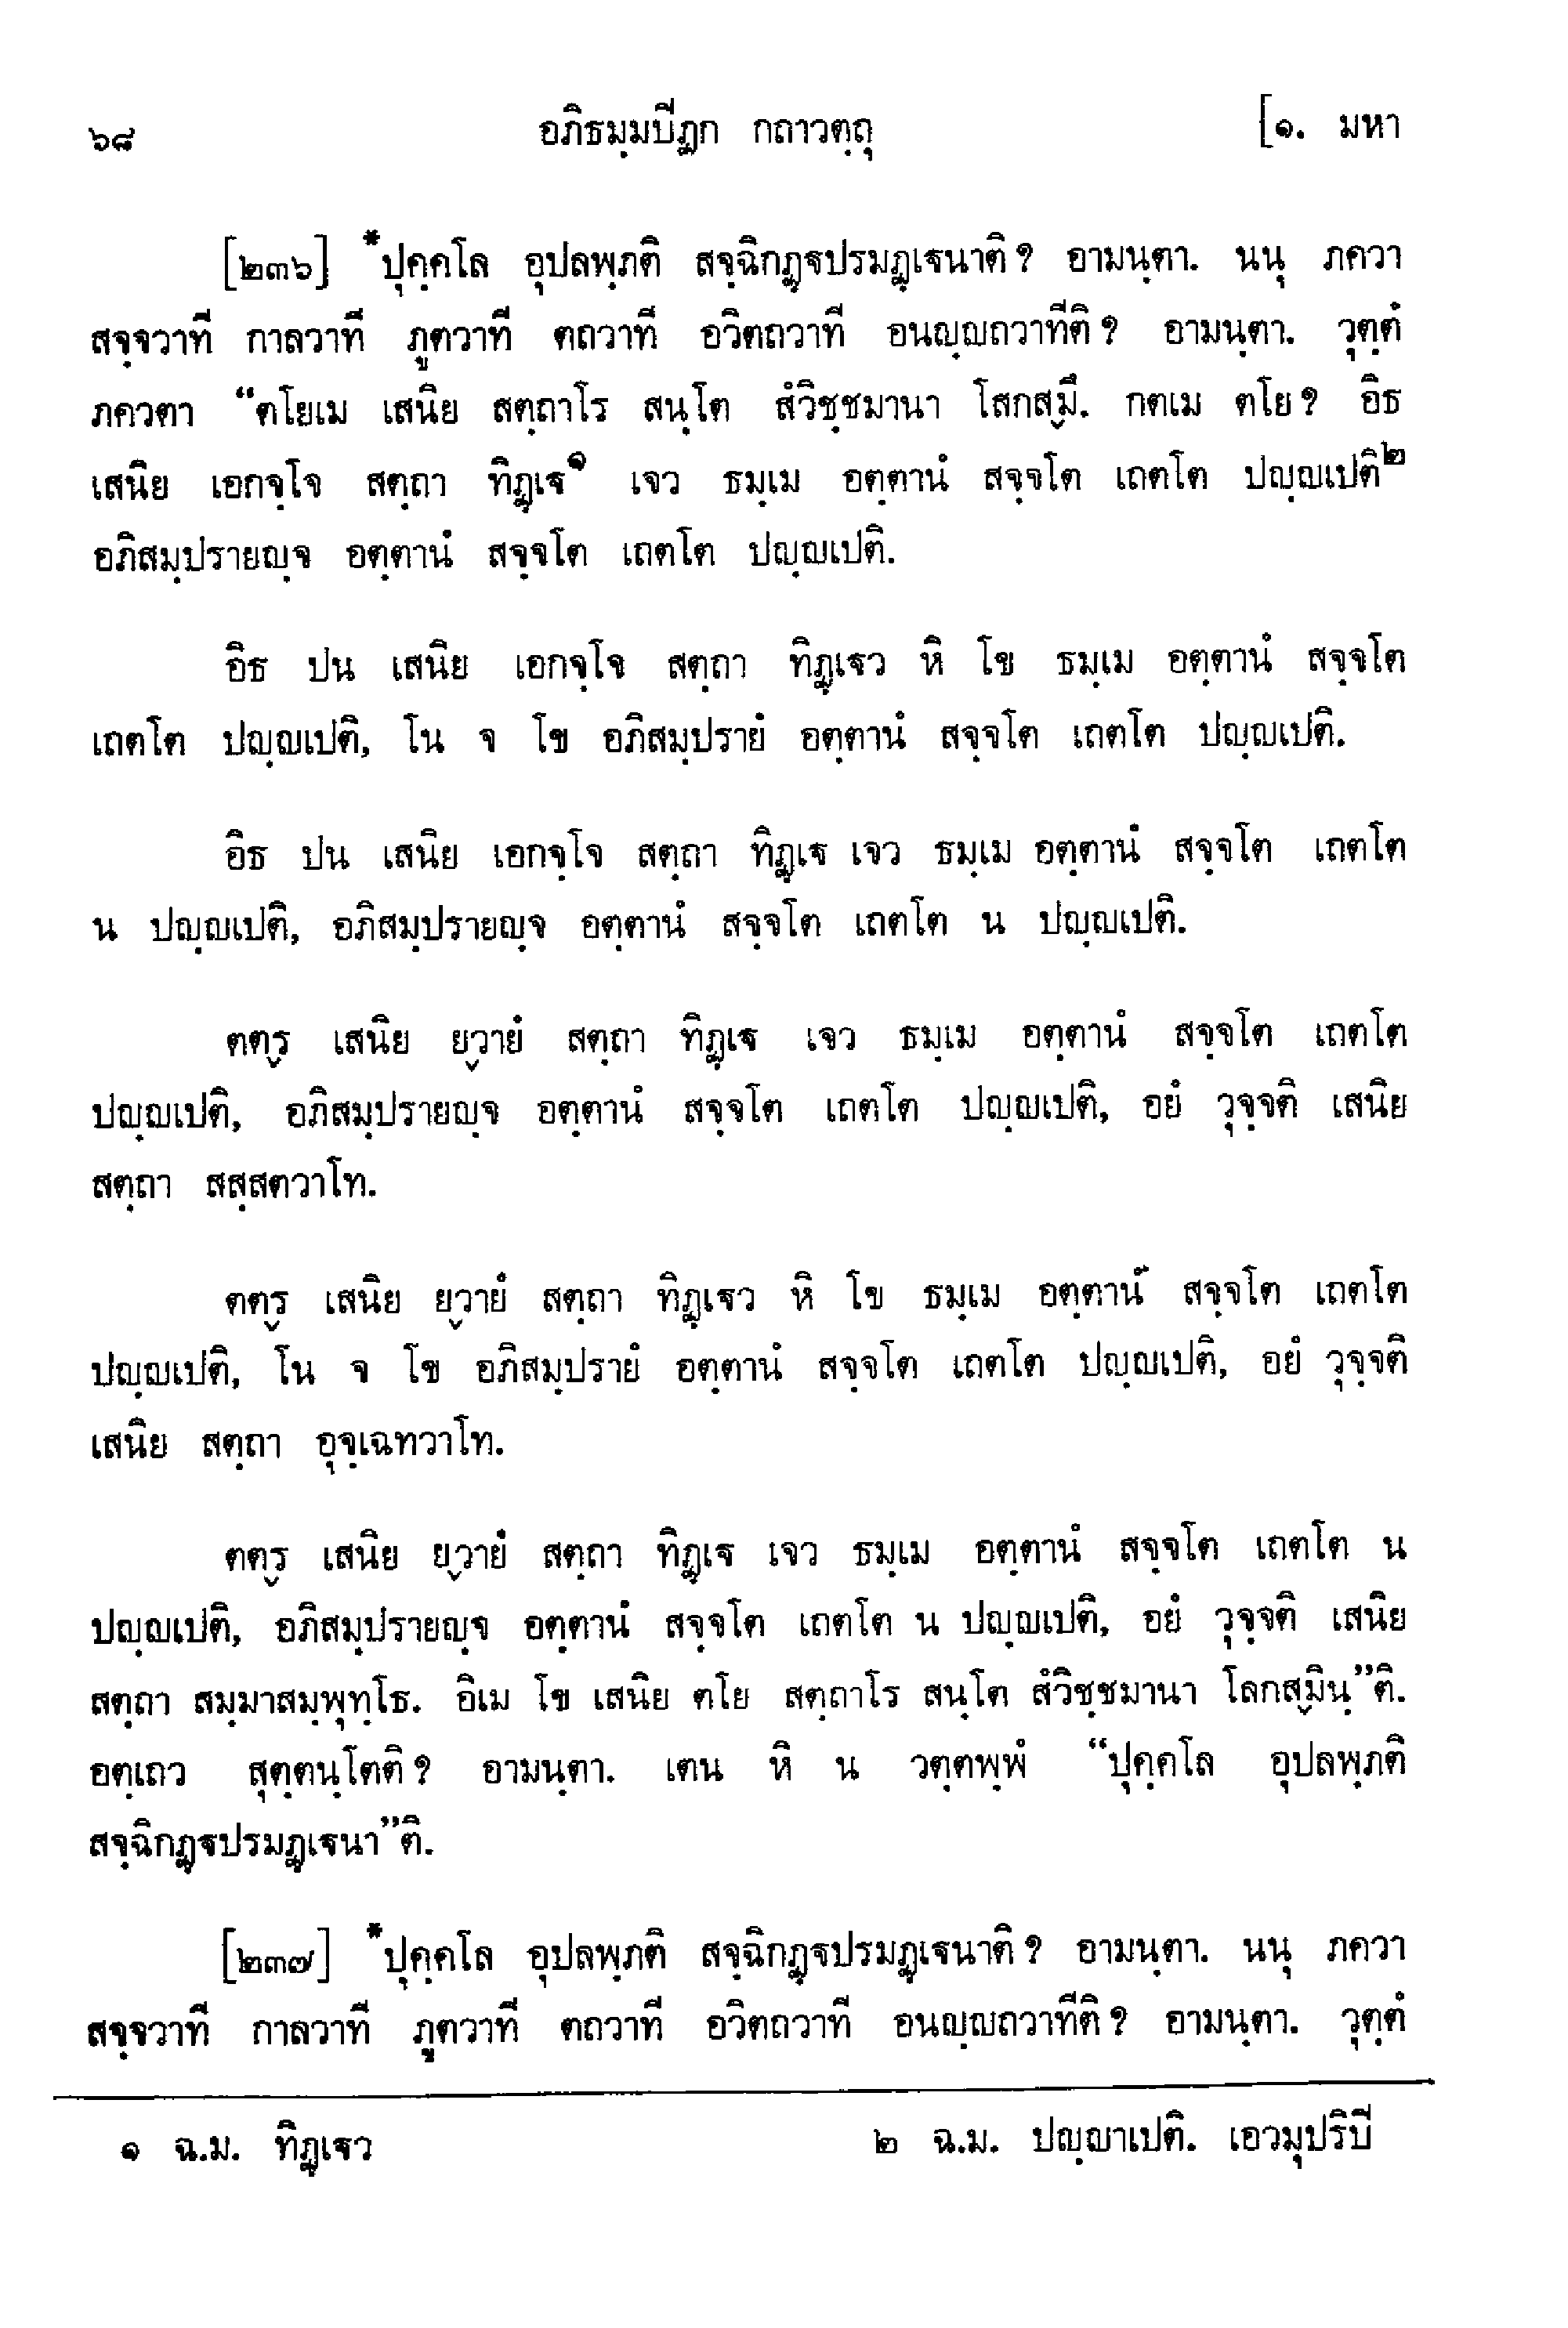 ๖๘ อภิธมฺมปีฏก กถาวตฺถุ [๑. มหา
[๒๓๖] *ปุคฺคโล อุปลพฺภติ สจฺฉิกฏฺฐปรมฏฺเฐนาติ ? อามนฺตา. นนุ ภควา
สจฺจวาที กาลวาที ภูตวาที ตถวาที อวิตถวาที อนญฺญถวาทีติ ? อามนฺตา. วุตฺตํ
ภควตา “ตโยเม เสนิย สตฺถาโร สนฺโต สํวิชฺชมานา โลกสฺมึ. กตเม ตโย ? อิธ
เสนิย เอกจฺโจ สตฺถา ทิฏฺเฐ๑ เจว ธมฺเม อตฺตานํ สจฺจโต เถตโต ปญฺญเปติ๒
อภิสมฺปรายญฺจ อตฺตานํ สจฺจโต เถตโต ปญฺญเปติ.
อิธ ปน เสนิย เอกจฺโจ สตฺถา ทิฏฺเฐว หิ โข ธมฺเม อตฺตานํ สจฺจโต
เถตโต ปญฺญเปติ, โน จ โข อภิสมฺปรายํ อตฺตานํ สจฺจโต เถตโต ปญฺญเปติ.
อิธ ปน เสนิย เอกจฺโจ สตฺถา ทิฏฺเฐ เจว ธมฺเม อตฺตานํ สจฺจโต เถตโต
น ปญฺญเปติ, อภิสมฺปรายญฺจ อตฺตานํ สจฺจโต เถตโต น ปญฺญเปติ.
ตตฺร เสนิย ยฺวายํ สตฺถา ทิฏฺเฐ เจว ธมฺเม อตฺตานํ สจฺจโต เถตโต
ปญฺญเปติ, อภิสมฺปรายญฺจ อตฺตานํ สจฺจโต เถตโต ปญฺญเปติ, อยํ วุจฺจติ เสนิย
สตฺถา สสฺสตวาโท.
ตตฺร เสนิย ยฺวายํ สตฺถา ทิฏฺเฐว หิ โข ธมฺเม อตฺตานํ สจฺจโต เถตโต
ปญฺญเปติ, โน จ โข อภิสมฺปรายํ อตฺตานํ สจฺจโต เถตโต ปญฺญเปติ, อยํ วุจฺจติ
เสนิย สตฺถา อุจฺเฉทวาโท.
ตตฺร เสนิย ยฺวายํ สตฺถา ทิฏฺเฐ เจว ธมฺเม อตฺตานํ สจฺจโต เถตโต น
ปญฺญเปติ, อภิสมฺปรายญฺจ อตฺตานํ สจฺจโต เถตโต น ปญฺญเปติ, อยํ วุจฺจติ เสนิย
สตฺถา สมฺมาสมฺพุทฺโธ. อิเม โข เสนิย ตโย สตฺถาโร สนฺโต สํวิชฺชมานา โลกสฺมินฺ”ติ.
อตฺเถว สุตฺตนฺโตติ ? อามนฺตา. เตน หิ น วตฺตพฺพํ “ปุคฺคโล อุปลพฺภติ
สจฺฉิกฏฺฐปรมฏฺเฐนา”ติ.
[๒๓๗] *ปุคฺคโล อุปลพฺภติ สจฺฉิกฏฺฐปรมฏฺเฐนาติ ? อามนฺตา. นนุ ภควา
สจฺจวาที กาลวาที ภูตวาที ตถวาที อวิตถวาที อนญฺญถวาทีติ ? อามนฺตา. วุตฺตํ
๑ ฉ.ม. ทิฏฺเฐว ๒ ฉ.ม. ปญฺญาเปติ. เอวมุปริปี